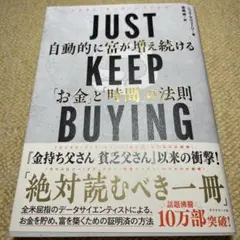 JUST
自動的に富が増え続ける
KEEP
「お金」と「時間」の法則
BUYING
『金持ち父さん 貧乏父さん』以来の衝撃!
「絶対読むべき一冊」
全米屈指のデータサイエンティストによる、
お金を貯め、富を築くための証明済の方法
話題沸騰
10万部突破!